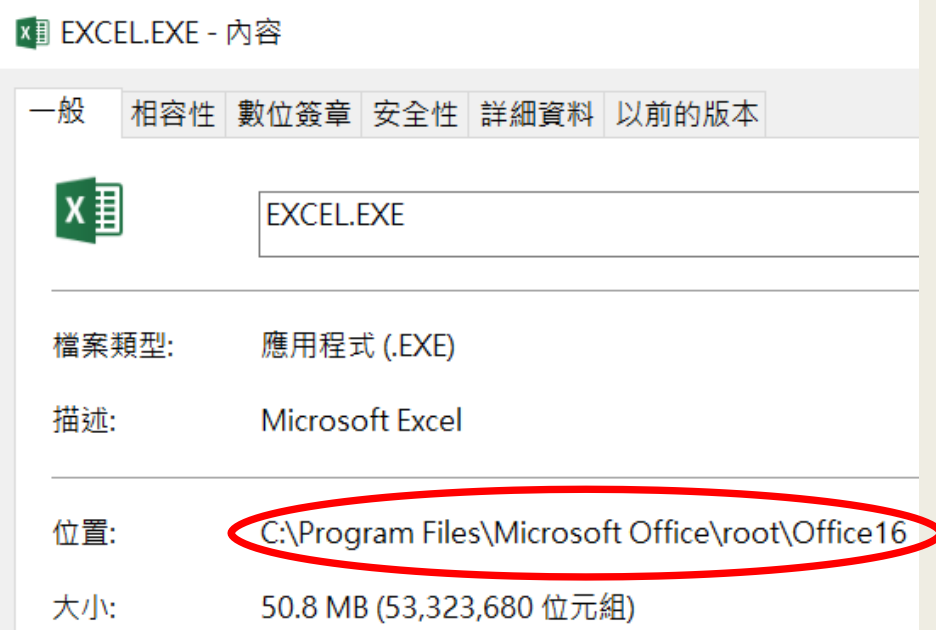 EXCEL.EXE - 內容
一般 相容性 數位簽章 安全性 詳細資料 以前的版本
EXCEL.EXE
檔案類型: 應用程式 (.EXE)
描述: Microsoft Excel
位置: C:\Program Files\Microsoft Office\root\Office16
大小: 50.8 MB (53,323,680 位元組)